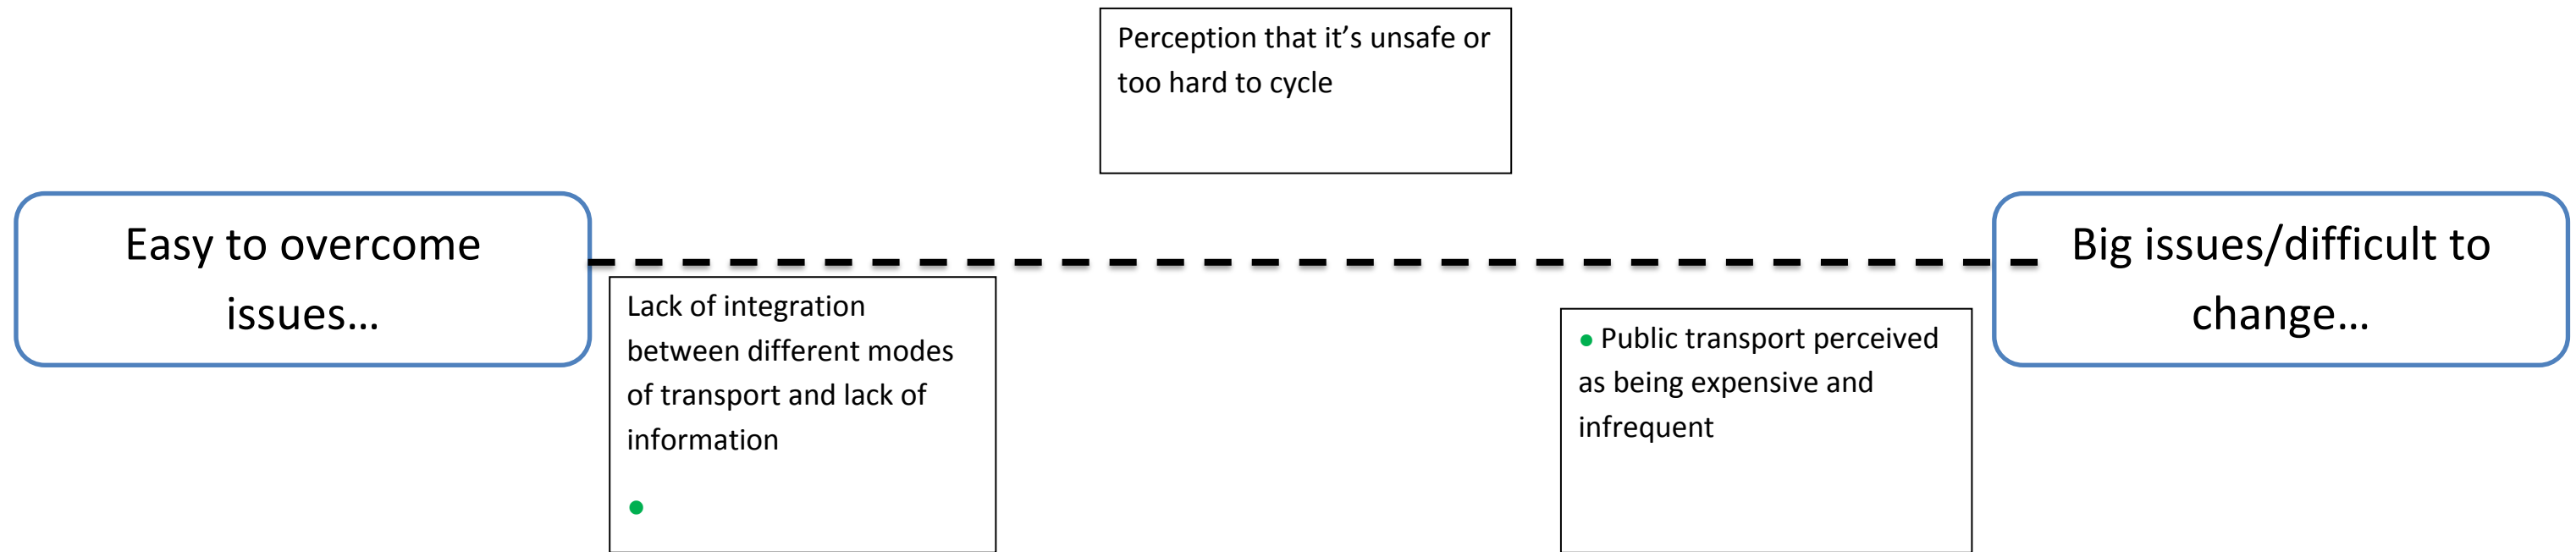 Perception that it’s unsafe or
too hard to cycle
Easy to overcome
issues…
Big issues/difficult to
change…
Lack of integration
between different modes
of transport and lack of
information
●
● Public transport perceived
as being expensive and
infrequent